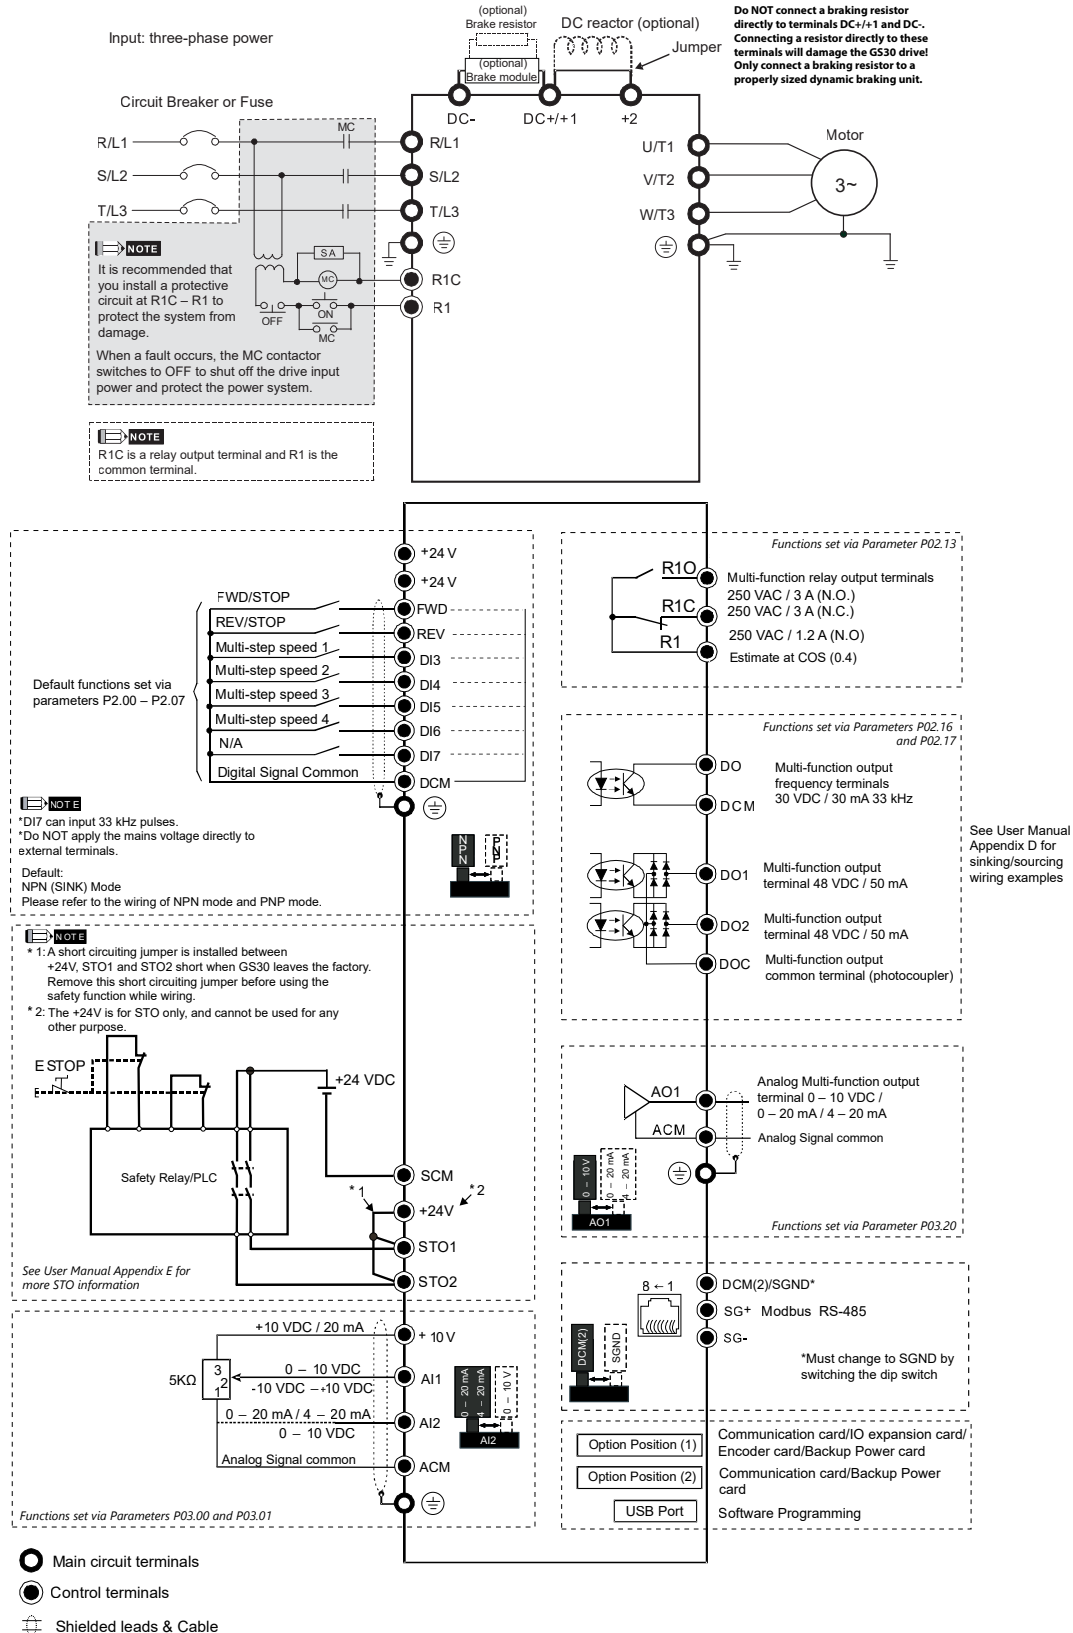 Do NOT connect a braking resistor
directly to terminals DC+/+1 and DC-.
Connecting a resistor directly to these
terminals will damage the GS30 drive!
Only connect a braking resistor to a
properly sized dynamic braking unit.
Input: three-phase power
(optional)
Brake resistor
(optional)
Brake module
DC reactor (optional)
Jumper
DC-
DC+/+1
+2
Circuit Breaker or Fuse
MC
R/L1
R/L1
S/L2
S/L2
T/L3
T/L3
U/T1
V/T2
W/T3
Motor
3~
NOTE
It is recommended that
you install a protective
circuit at R1C – R1 to
protect the system from
damage.
When a fault occurs, the MC contactor
switches to OFF to shut off the drive input
power and protect the power system.
SA
MC
R1C
OFF
ON
MC
R1
NOTE
R1C is a relay output terminal and R1 is the
common terminal.
+24 V
+24 V
FWD/STOP
FWD
REV/STOP
REV
Multi-step speed 1
DI3
Multi-step speed 2
DI4
Multi-step speed 3
DI5
Multi-step speed 4
DI6
N/A
DI7
Digital Signal Common
DCM
Default functions set via
parameters P2.00 – P2.07
NOTE
*DI7 can input 33 kHz pulses.
*Do NOT apply the mains voltage directly to
external terminals.
Default:
NPN (SINK) Mode
Please refer to the wiring of NPN mode and PNP mode.
NPN
PNP
Functions set via Parameter P02.13
R1O
R1C
R1
Multi-function relay output terminals
250 VAC / 3 A (N.O.)
250 VAC / 3 A (N.C.)
250 VAC / 1.2 A (N.O)
Estimate at COS (0.4)
Functions set via Parameters P02.16
and P02.17
DO
DCM
Multi-function output
frequency terminals
30 VDC / 30 mA 33 kHz
DO1
Multi-function output
terminal 48 VDC / 50 mA
DO2
Multi-function output
terminal 48 VDC / 50 mA
DOC
Multi-function output
common terminal (photocoupler)
See User Manual
Appendix D for
sinking/sourcing
wiring examples
NOTE
* 1: A short circuiting jumper is installed between
+24V, STO1 and STO2 short when GS30 leaves the factory.
Remove this short circuiting jumper before using the
safety function while wiring.
* 2: The +24V is for STO only, and cannot be used for any
other purpose.
E STOP
+24 VDC
Safety Relay/PLC
SCM
* 1
* 2
+24V
STO1
STO2
See User Manual Appendix E for
more STO information
AO1
ACM
Analog Multi-function output
terminal 0 – 10 VDC /
0 – 20 mA / 4 – 20 mA
Analog Signal common
0 – 10 V
0 – 20 mA
4 – 20 mA
AO1
Functions set via Parameter P03.20
8 ← 1
DCM(2)/SGND*
SG+ Modbus RS-485
SG-
DCM(2)
SGND
*Must change to SGND by
switching the dip switch
+10 VDC / 20 mA
+ 10 V
5KΩ
3
2
1
0 – 10 VDC
-10 VDC –+10 VDC
AI1
0 – 20 mA / 4 – 20 mA
0 – 10 VDC
AI2
Analog Signal common
ACM
0 – 20 mA
4 – 20 mA
0 – 10 V
AI2
Functions set via Parameters P03.00 and P03.01
Option Position (1)
Communication card/IO expansion card/
Encoder card/Backup Power card
Option Position (2)
Communication card/Backup Power
card
USB Port
Software Programming
Main circuit terminals
Control terminals
Shielded leads & Cable